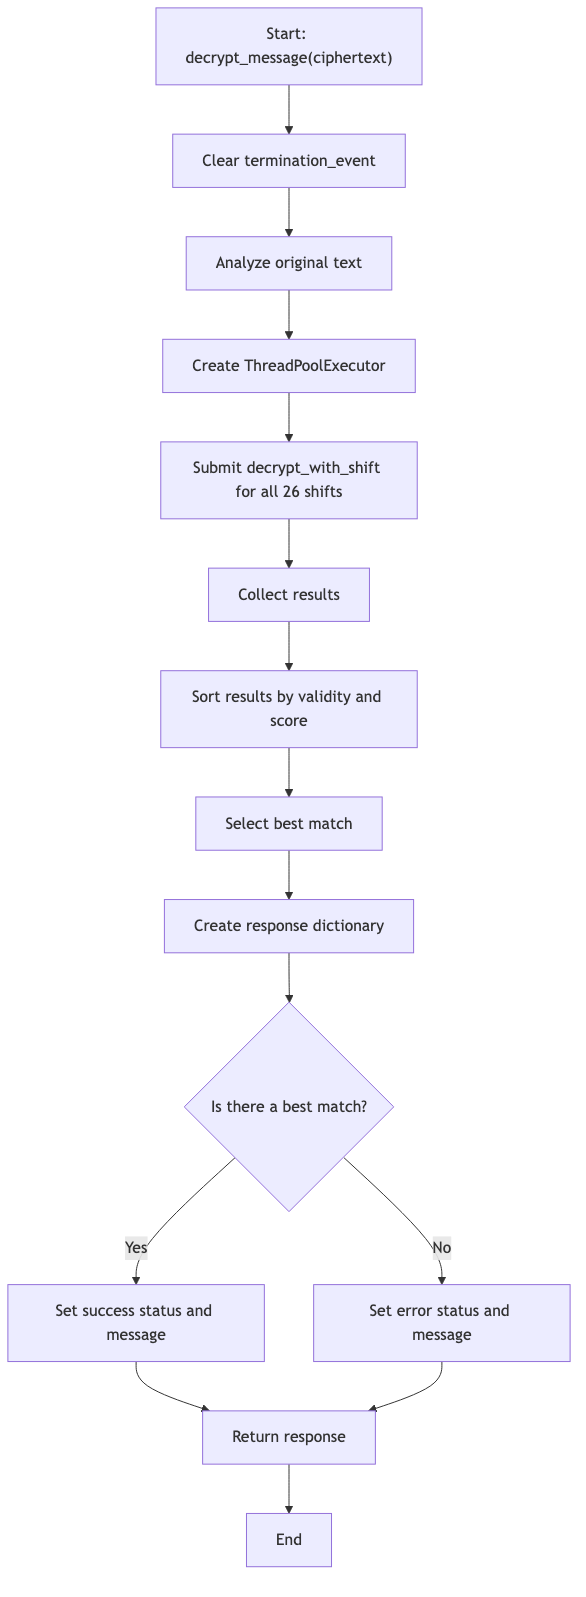 Start:
decrypt_message(ciphertext)
Clear termination_event
Analyze original text
Create ThreadPoolExecutor
Submit decrypt_with_shift
for all 26 shifts
Collect results
Sort results by validity and
score
Select best match
Create response dictionary
Is there a best match?
Yes
No
Set success status and
message
Set error status and
message
Return response
End